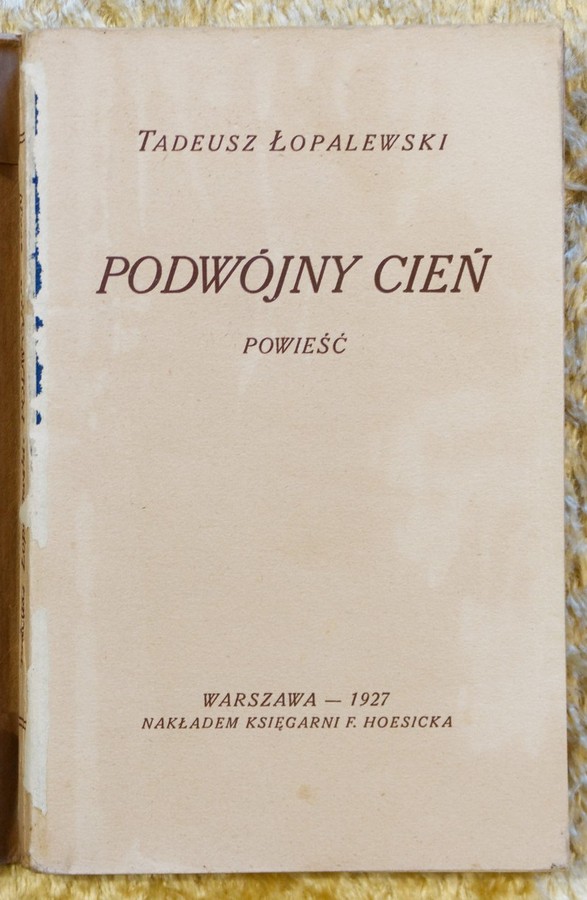 TADEUSZ ŁOPALEWSKI
PODWÓJNY CIEŃ
POWIEŚĆ
WARSZAWA — 1927
NAKŁADEM KSIĘGARNI F. HOESICKA